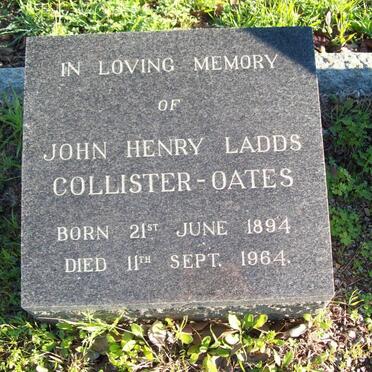 IN LOVING MEMORY
OF
JOHN HENRY LADDS
COLLISTER-OATES
BORN 21ST JUNE 1894
DIED 11TH SEPT. 1964.